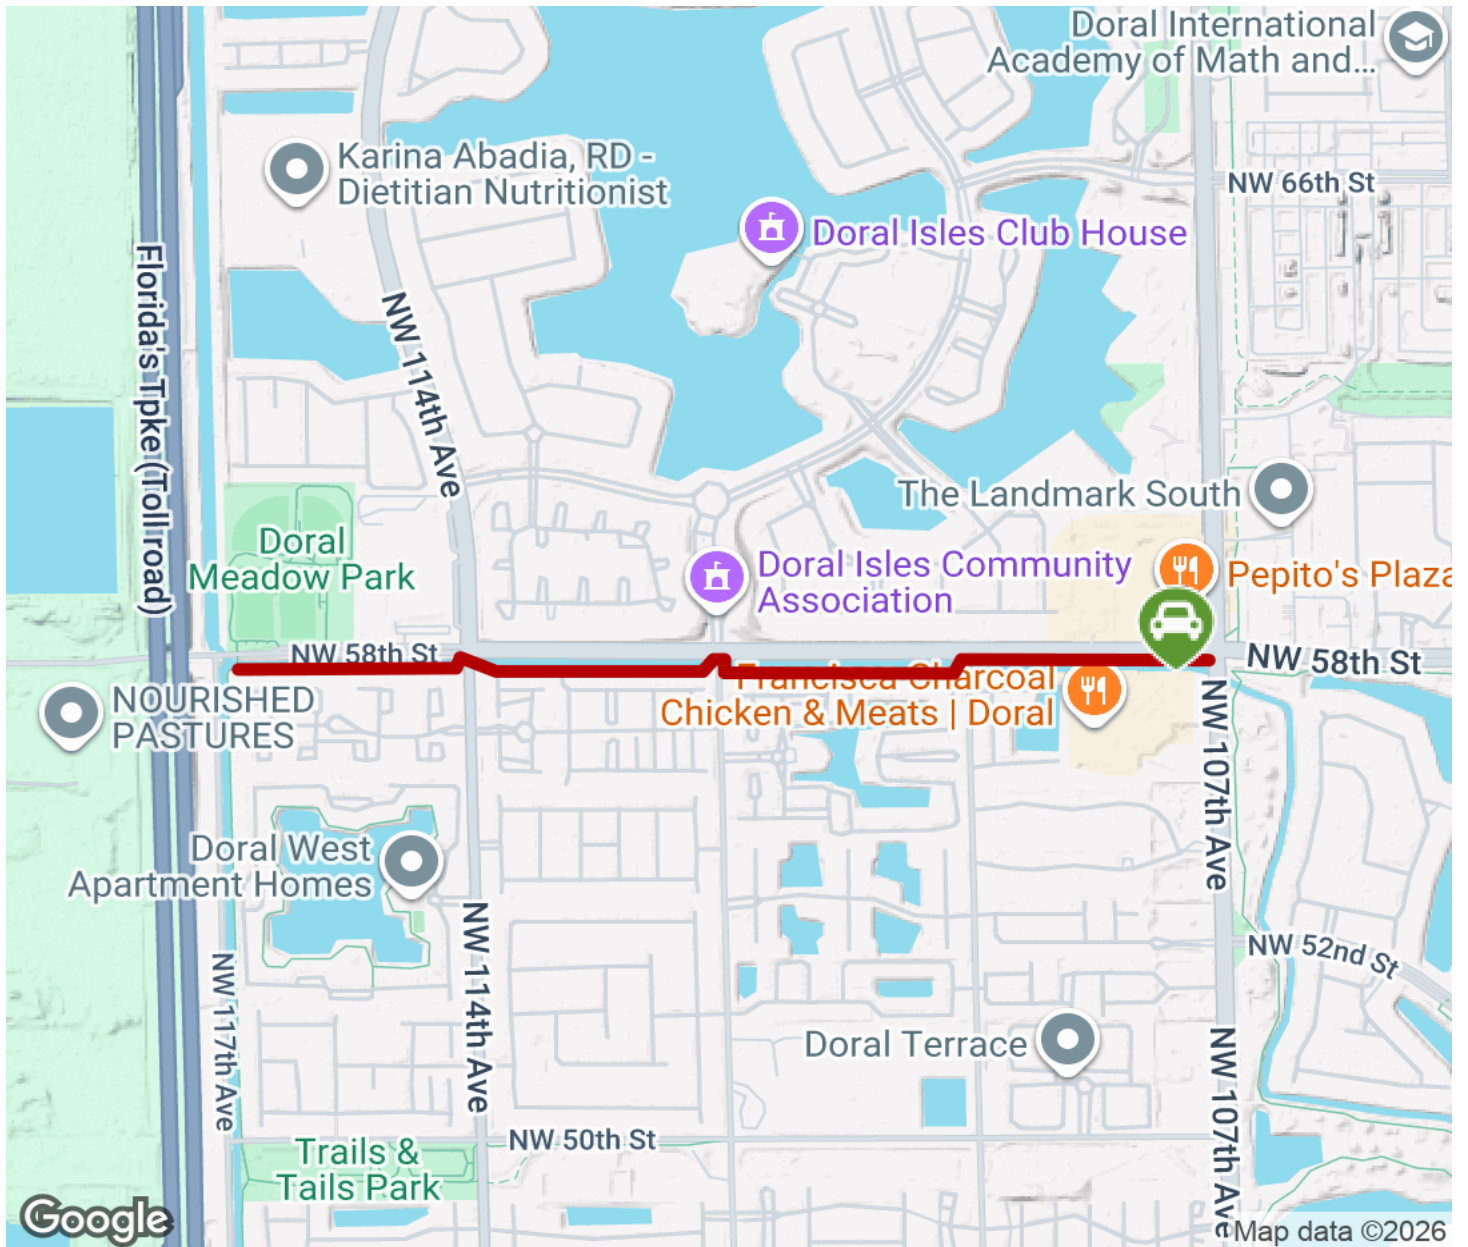 Doral International
Academy of Math and...
Karina Abadia, RD -
Dietitian Nutritionist
NW 66th St
Doral Isles Club House
Florida's Tpke (Toll road)
NW 114th Ave
The Landmark South
Doral
Meadow Park
Doral Isles Community
Association
Pepito's Plaza
NW 58th St
NW 58th St
Francisca Charcoal
Chicken & Meats | Doral
NOURISHED
PASTURES
NW 107th Ave
Doral West
Apartment Homes
NW 114th Ave
NW 52nd St
NW 117th Ave
Doral Terrace
NW 107th Ave
NW 50th St
Trails &
Tails Park
Google
Map data ©2026